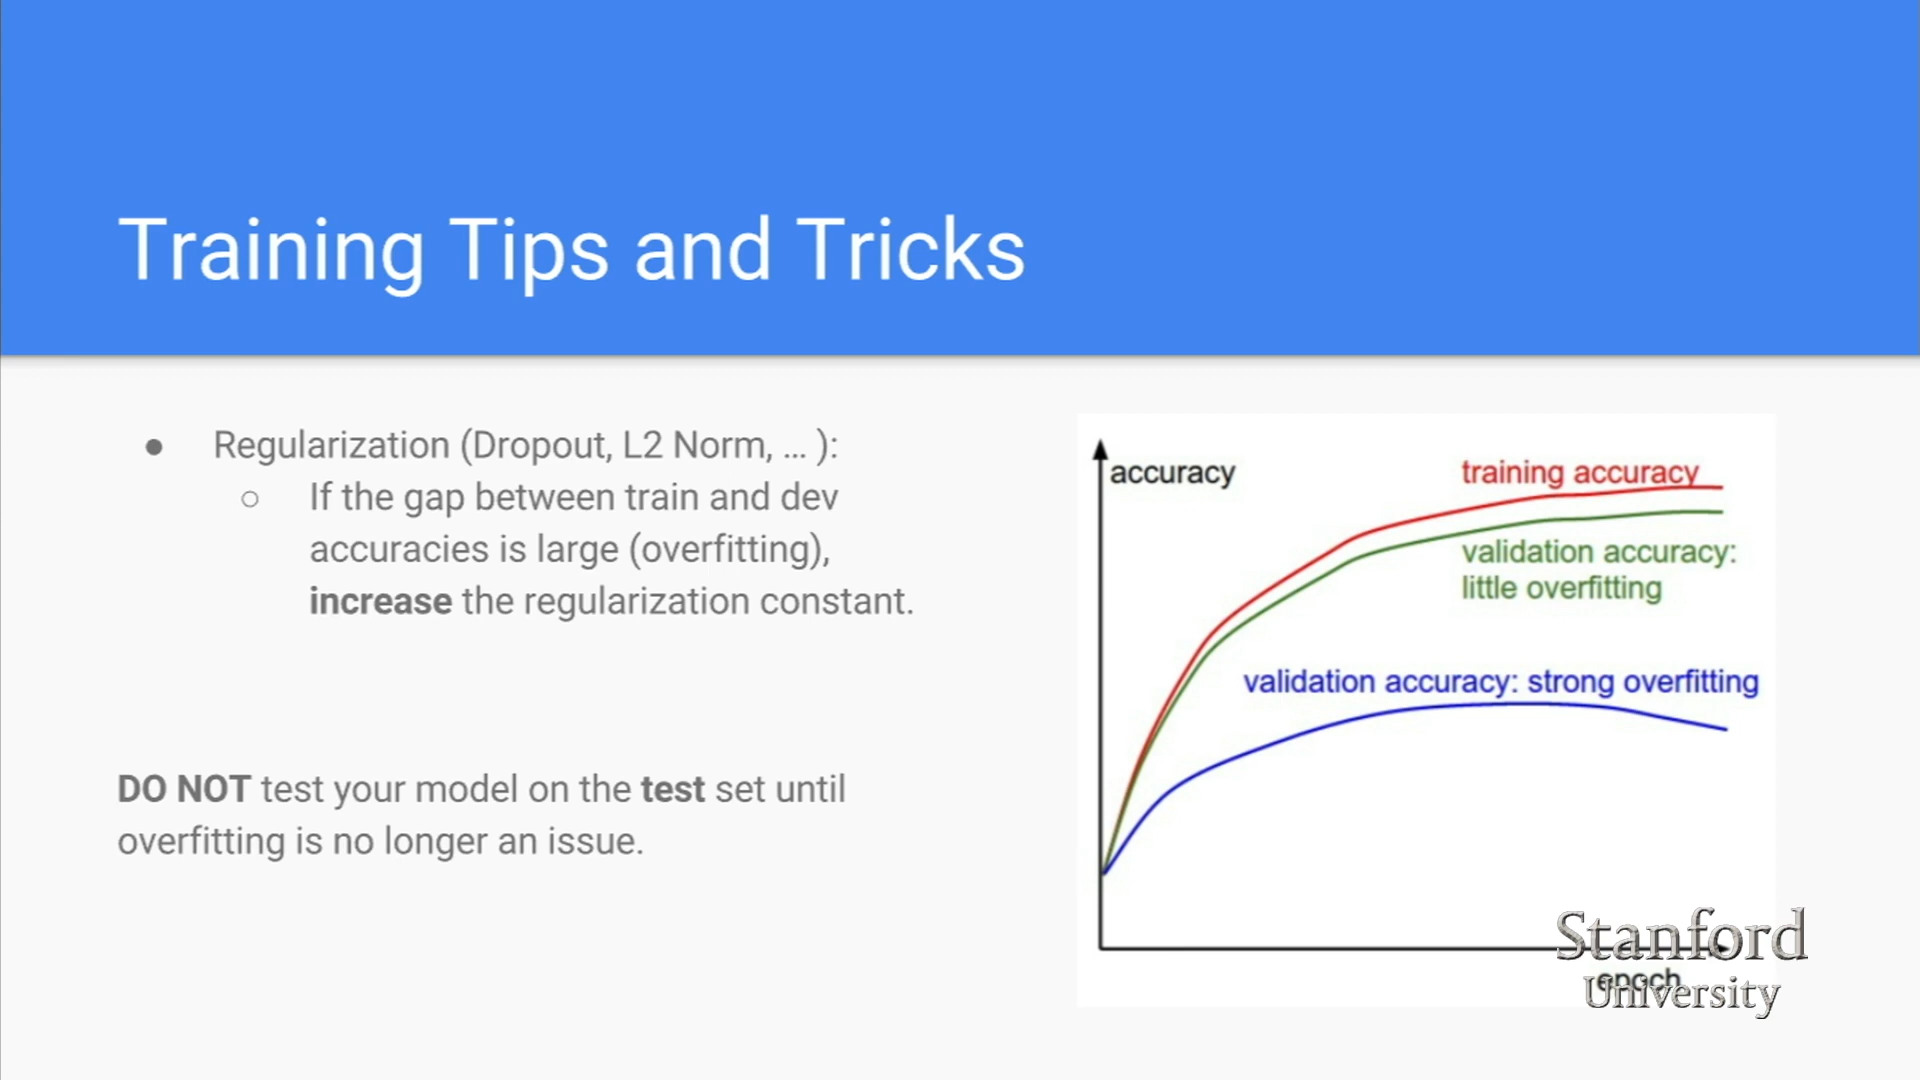 Training Tips and Tricks
● Regularization (Dropout, L2 Norm, ... ):
○ If the gap between train and dev
accuracies is large (overfitting),
increase the regularization constant.
DO NOT test your model on the test set until
overfitting is no longer an issue.
accuracy
training accuracy
validation accuracy:
little overfitting
validation accuracy: strong overfitting
epoch
Stanford
University